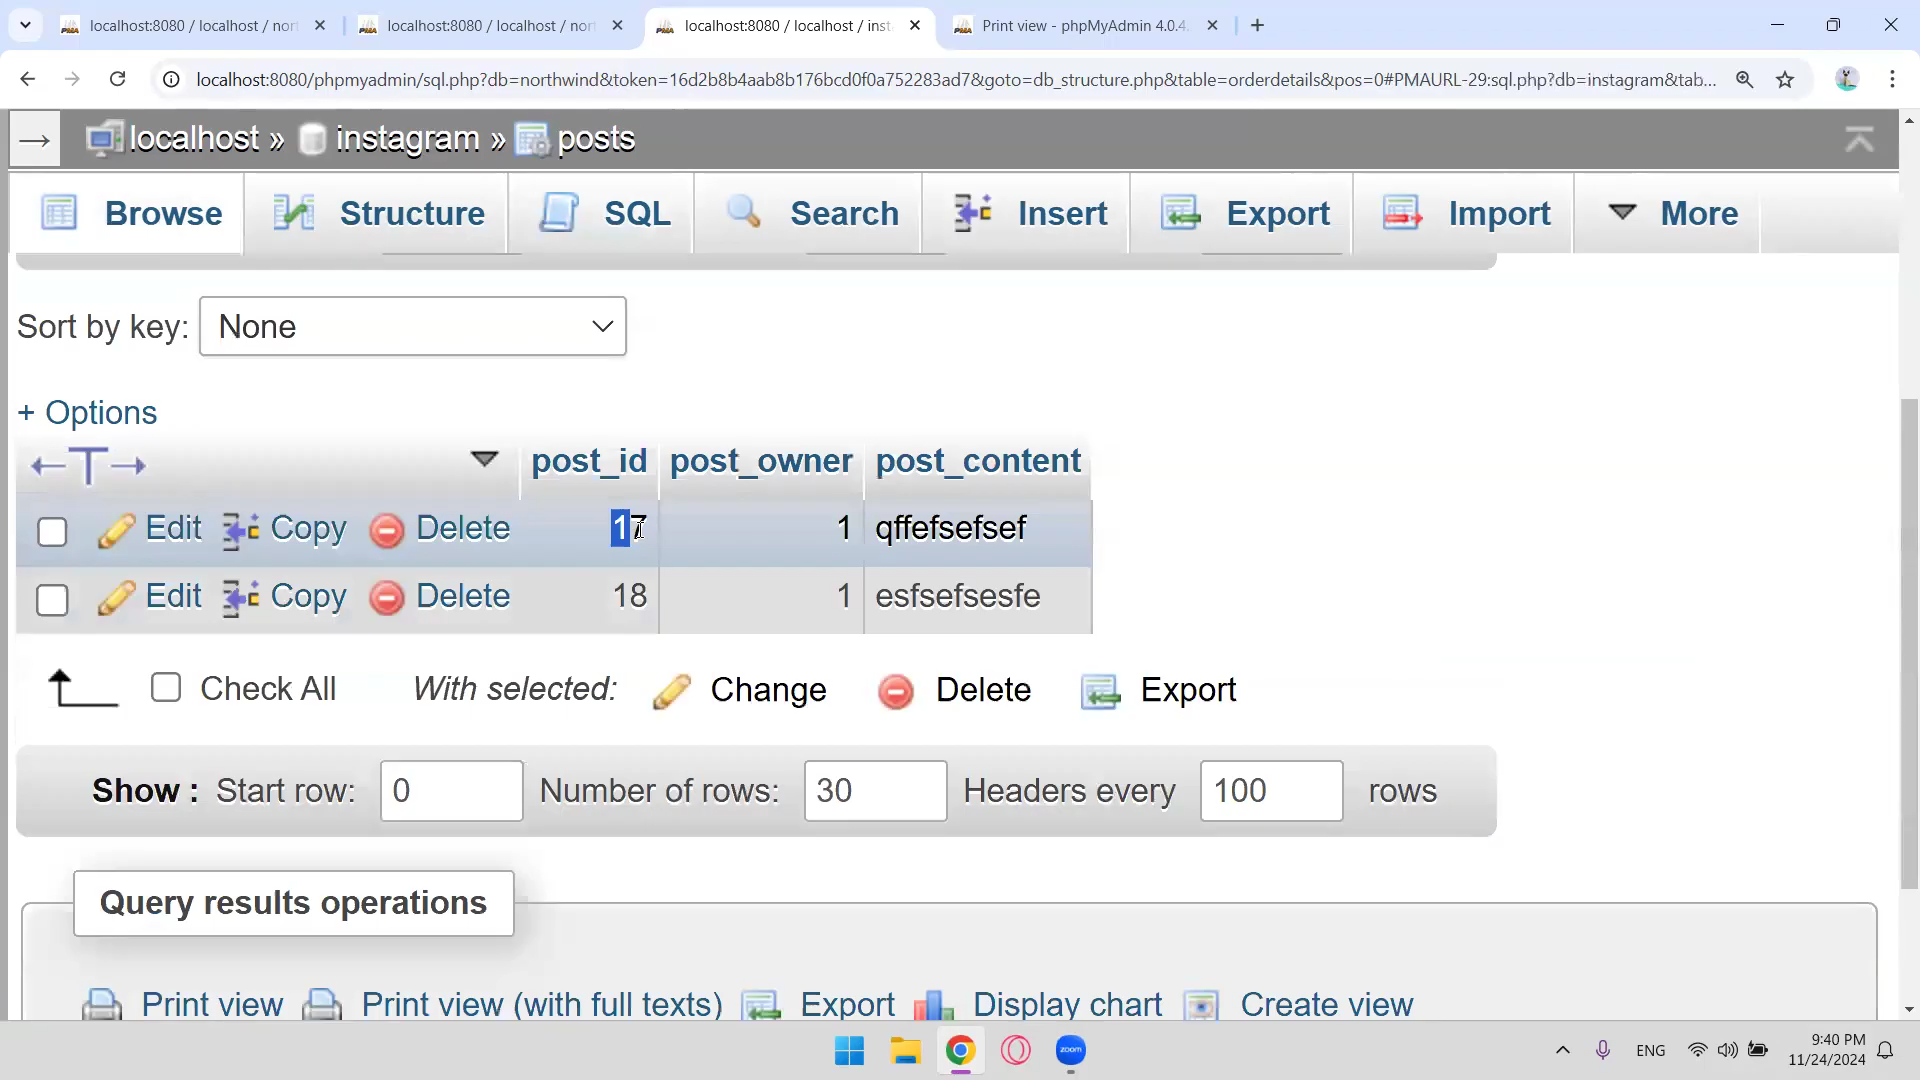 localhost:8080 / localhost / nor
localhost:8080 / localhost / nor
localhost:8080 / localhost / inst
Print view - phpMyAdmin 4.0.4.
localhost:8080/phpmyadmin/sql.php?db=northwind&token=16d2b8b4aab8b176bcd0f0a752283ad7&goto=db_structure.php&table=orderdetails&pos=0#PMAURL-29:sql.php?db=instagram&tab...
localhost » instagram » posts
Browse Structure SQL Search Insert Export Import More
Sort by key: None
+ Options
←T→ post_id post_owner post_content
Edit Copy Delete 17 1 qffefsefsef
Edit Copy Delete 18 1 esfsefsesfe
Check All With selected: Change Delete Export
Show : Start row: 0 Number of rows: 30 Headers every 100 rows
Query results operations
Print view Print view (with full texts) Export Display chart Create view
zoom
ENG
9:40 PM
11/24/2024